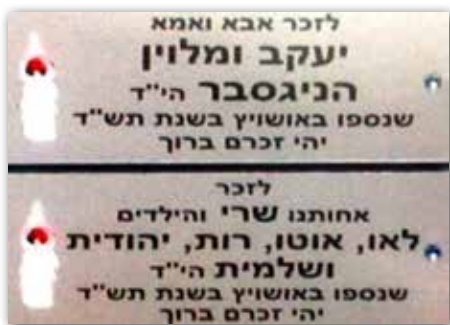 לזכר אבא ואמא
יעקב ומלוין
הניגסבר הי"ד
שנספו באושויץ בשנת תש"ד
יהי זכרם ברוך
לזכר
אחותנו שרי והילדים
לאו, אוטו, רות, יהודית
ושלמית הי"ד
שנספו באושויץ בשנת תש"ד
יהי זכרם ברוך